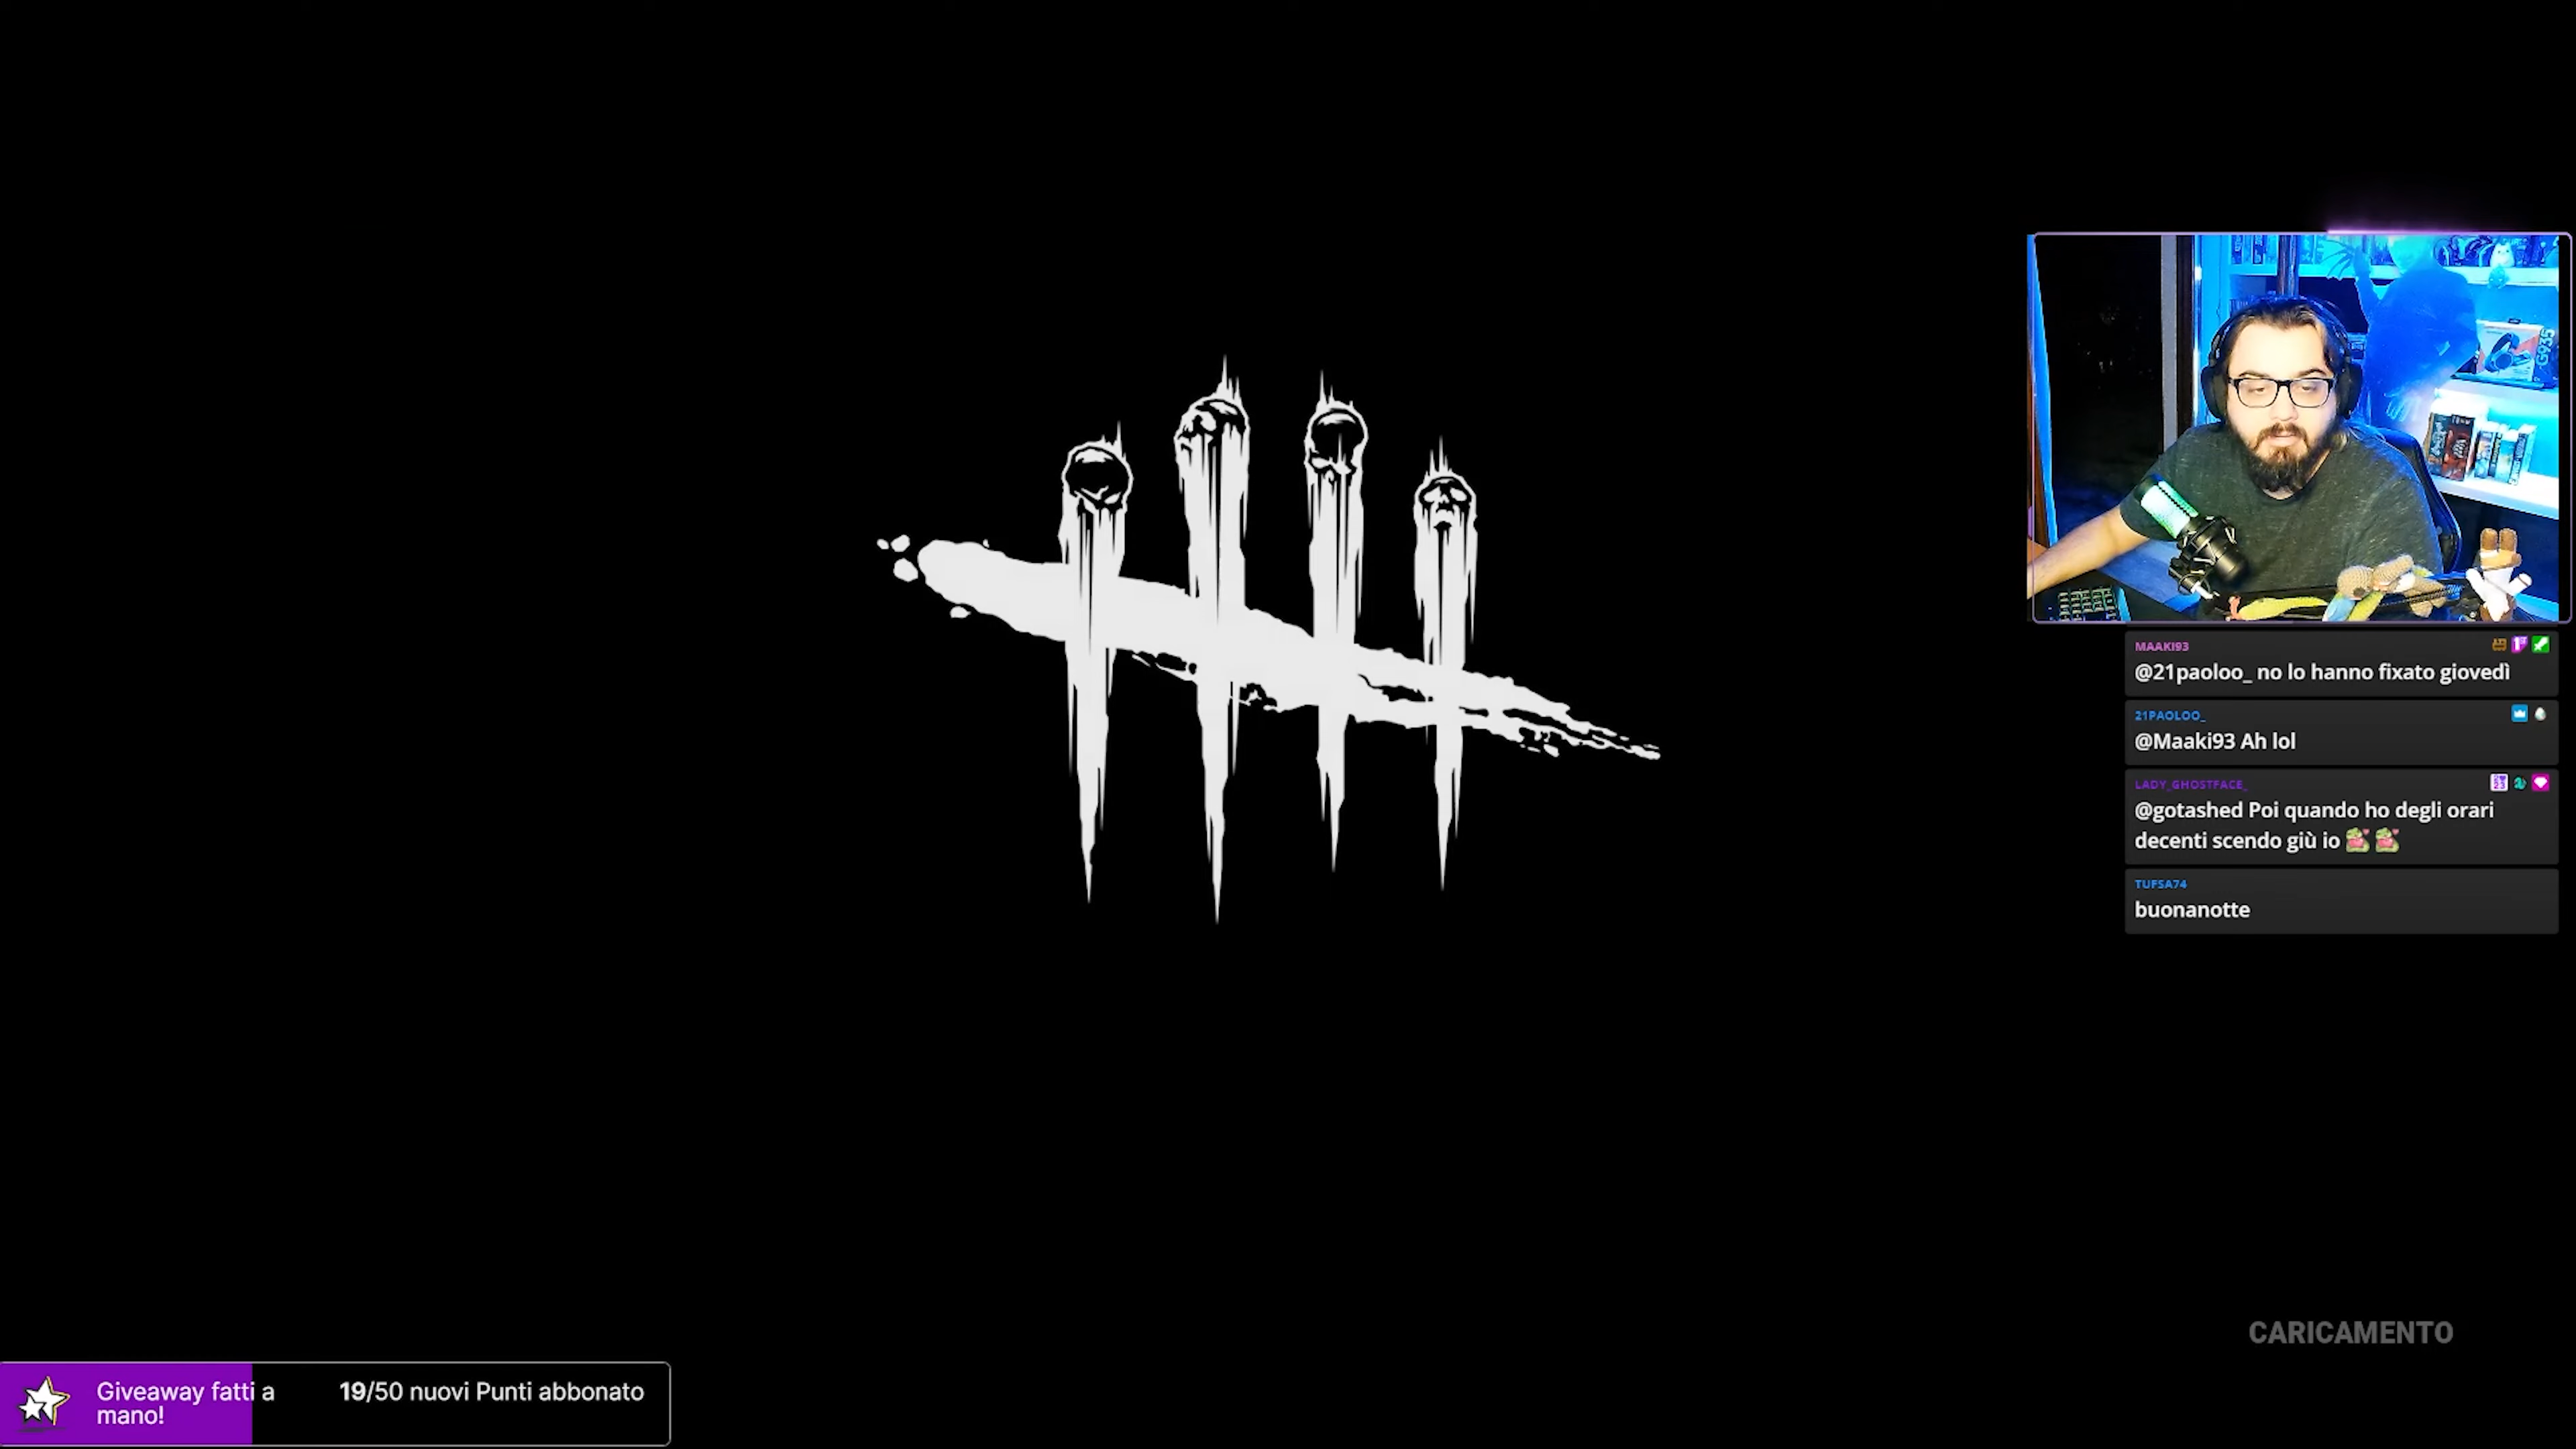 G935
MAAKI93
@21paoloo_ no lo hanno fixato giovedì
21PAOLOO_
@Maaki93 Ah lol
LADY_GHOSTFACE_
@gotashed Poi quando ho degli orari
decenti scendo giù io
TUFSA74
buonanotte
CARICAMENTO
Giveaway fatti a
mano!
19/50 nuovi Punti abbonato